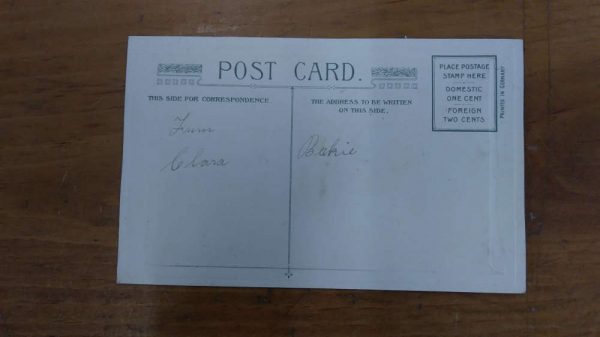 POST CARD.
THIS SIDE FOR CORRESPONDENCE
THE ADDRESS TO BE WRITTEN
ON THIS SIDE.
PLACE POSTAGE
STAMP HERE
DOMESTIC
ONE CENT
FOREIGN
TWO CENTS
PRINTED IN GERMANY
Clara